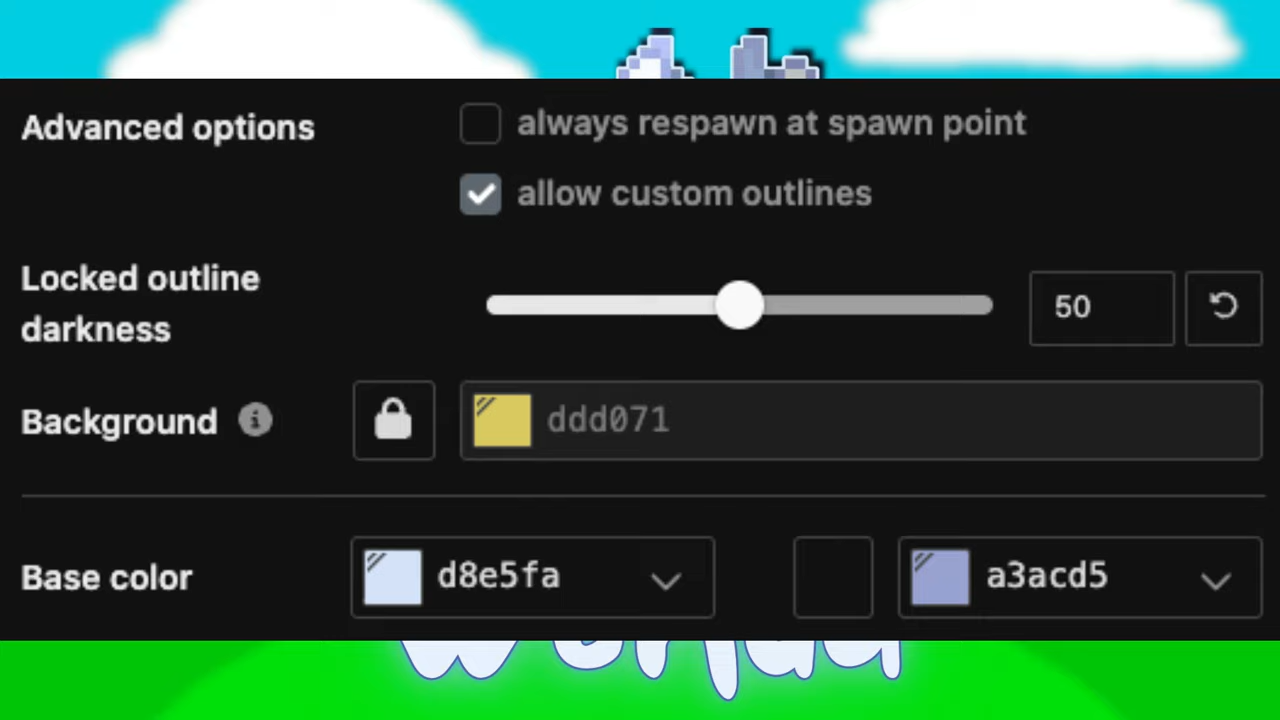 Advanced options
always respawn at spawn point
allow custom outlines
Locked outline
darkness
50
Background
ddd071
Base color
d8e5fa
a3acd5